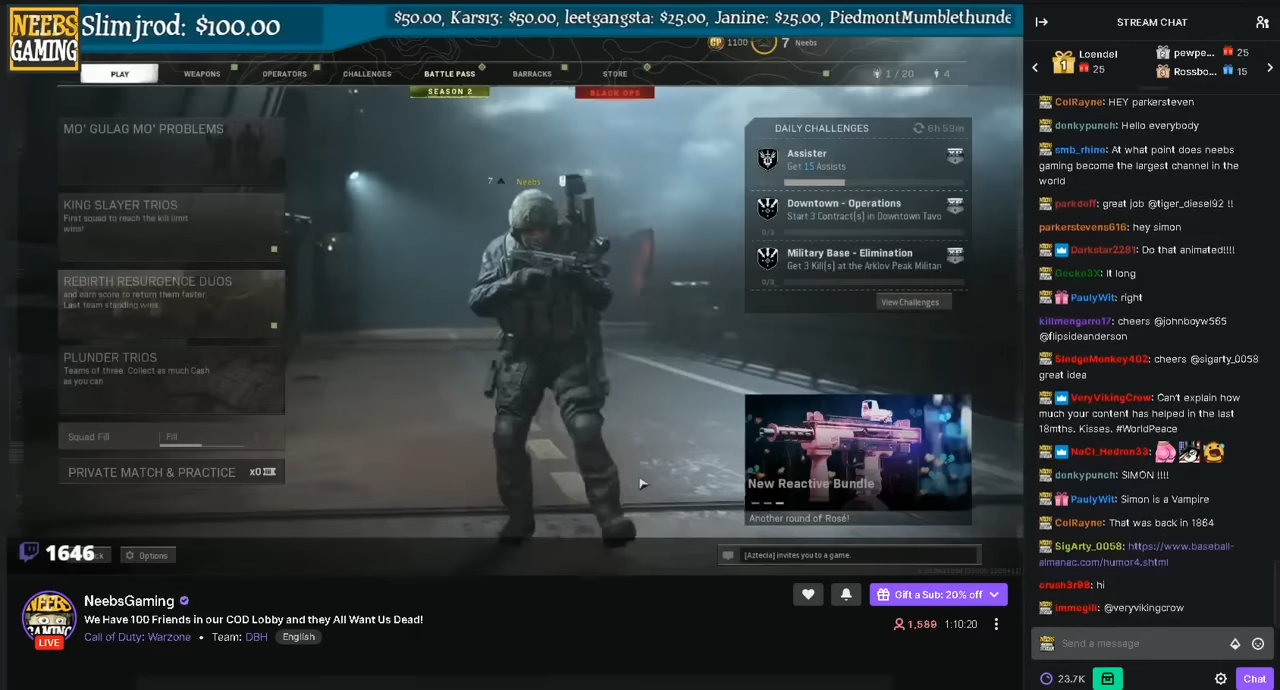 NEEBS
GAMING
Slimjrod: $100.00
$50.00, Kars13: $50.00, leetgangsta: $25.00, Janine: $25.00, PiedmontMumblethunde
CP 1100
7 Neebs
PLAY
WEAPONS
OPERATORS
CHALLENGES
BATTLE PASS
BARRACKS
STORE
1 / 20
4
SEASON 2
BLACK OPS
MO' GULAG MO' PROBLEMS
KING SLAYER TRIOS
First squad to reach the kill limit
wins!
REBIRTH RESURGENCE DUOS
and earn score to return them faster.
Last team standing wins.
PLUNDER TRIOS
Teams of three. Collect as much Cash
as you can
Squad Fill
Fill
PRIVATE MATCH & PRACTICE
x0
7
Neebs
DAILY CHALLENGES
6h 59m
Assister
Get 15 Assists
Downtown - Operations
Start 3 Contract[s] in Downtown Tavo
0/3
Military Base - Elimination
Get 3 Kill[s] at the Arklov Peak Militar
0/3
View Challenges
New Reactive Bundle
Another round of Rosé!
1646
Options
[Aztecia] invites you to a game.
NEEBS
GAMING
LIVE
NeebsGaming
We Have 100 Friends in our COD Lobby and they All Want Us Dead!
Call of Duty: Warzone • Team: DBH English
Gift a Sub: 20% off
1,589 1:10:20
STREAM CHAT
1
Loendel
25
pewpe... 25
Rossbo... 15
ColRayne: HEY parkersteven
donkypunch: Hello everybody
smb_rhino: At what point does neebs
gaming become the largest channel in the
world
parkduff: great job @tiger_diesel92 !!
parkerstevens616: hey simon
Darkstar2281: Do that animated!!!!
Gecko3X: It long
PaulyWit: right
killmengarro17: cheers @johnboyw565
@flipsideanderson
SledgeMonkey402: cheers @sigarty_0058
great idea
VeryVikingCrow: Can't explain how
much your content has helped in the last
18mths. Kisses. #WorldPeace
NaCl_Hedron33:
donkypunch: SIMON !!!!
PaulyWit: Simon is a Vampire
ColRayne: That was back in 1864
SigArty_0058: https://www.baseball-
almanac.com/humor4.shtml
crush3r98: hi
immegili: @veryvikingcrow
Send a message
23.7K
Chat